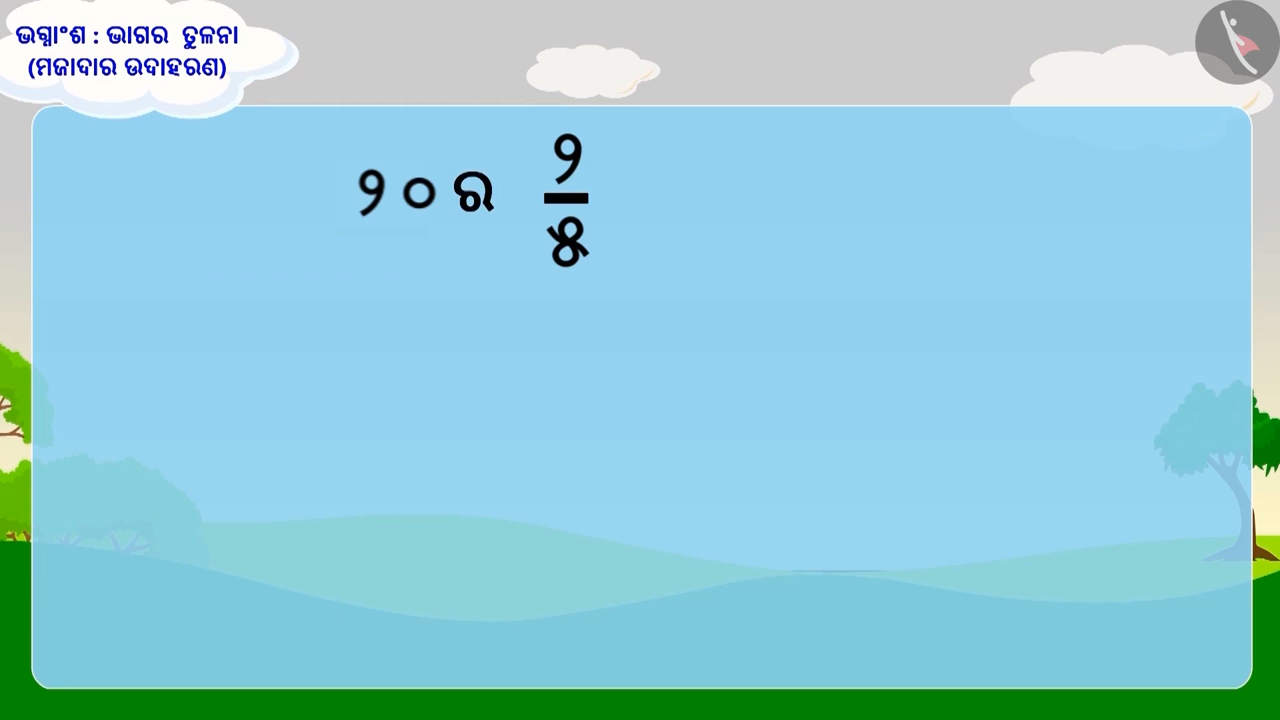 ଭଗ୍ନାଂଶ : ଭାଗର ତୁଳନା
(ମଜାଦାର ଉଦାହରଣ)
୨୦ ର ୨/୫